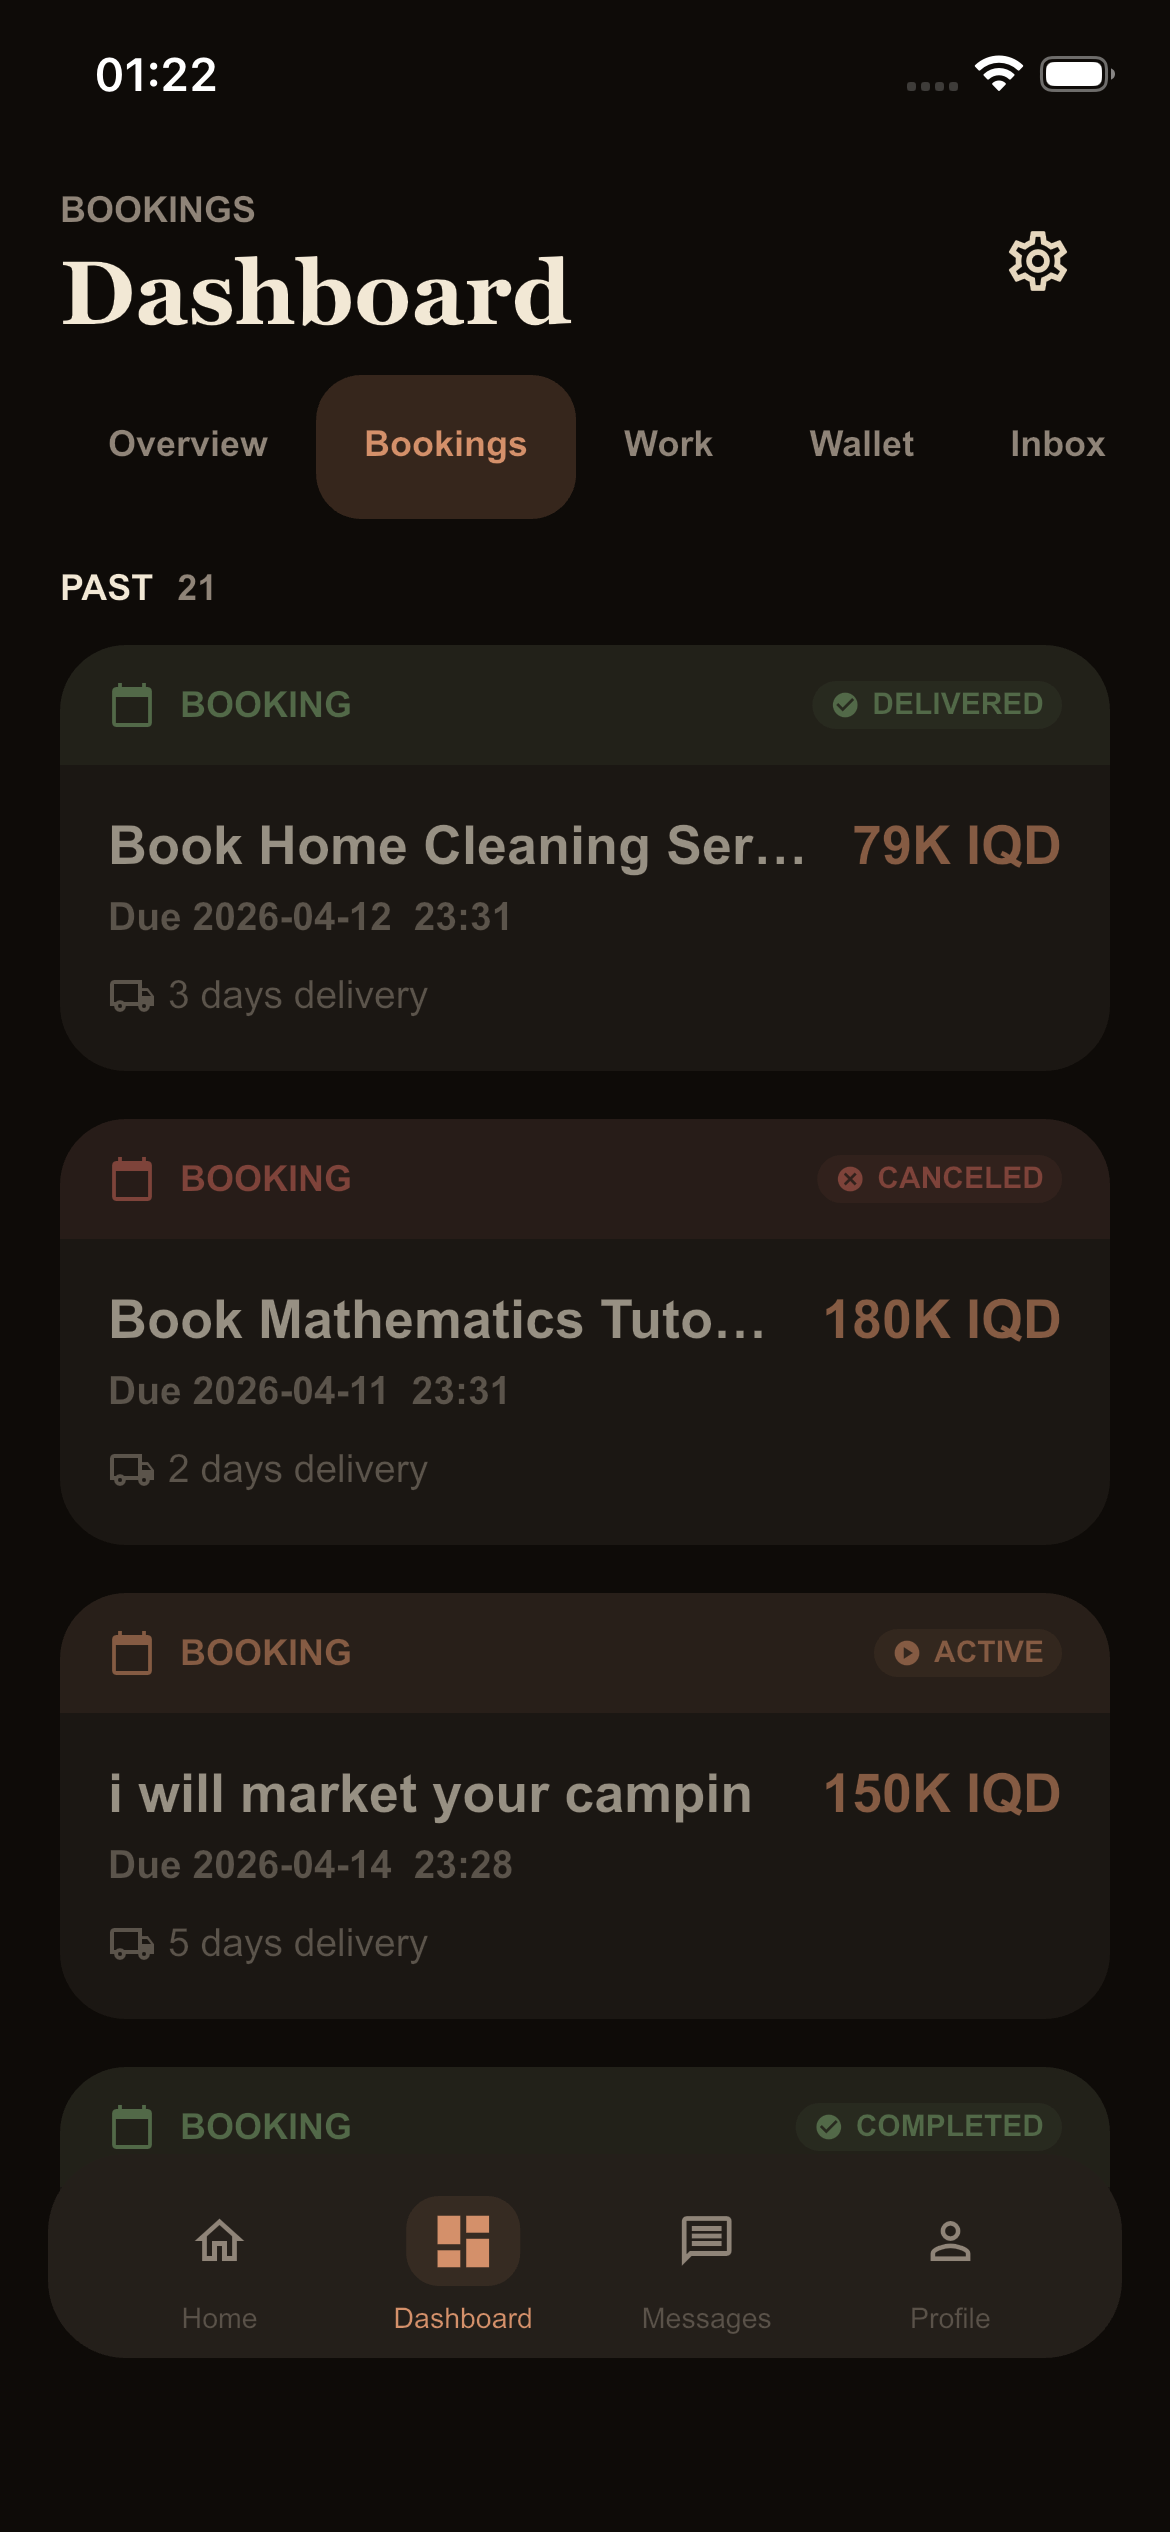 01:22
BOOKINGS
Dashboard
Overview Bookings Work Wallet Inbox
PAST 21
BOOKING DELIVERED
Book Home Cleaning Ser... 79K IQD
Due 2026-04-12 23:31
3 days delivery
BOOKING CANCELED
Book Mathematics Tuto... 180K IQD
Due 2026-04-11 23:31
2 days delivery
BOOKING ACTIVE
i will market your campin 150K IQD
Due 2026-04-14 23:28
5 days delivery
BOOKING COMPLETED
Home Dashboard Messages Profile